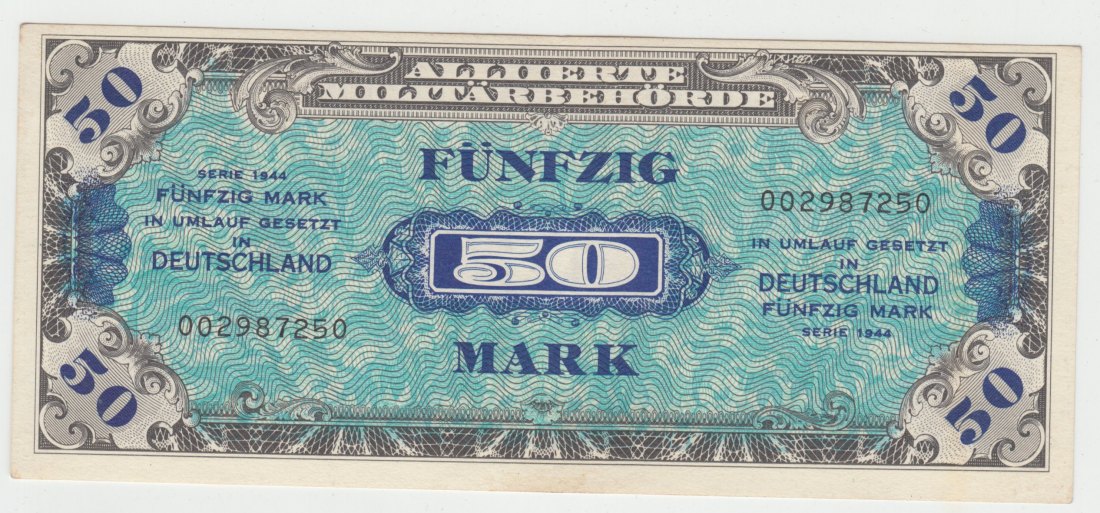 ALLIIERTE
MILITÄRBEHÖRDE
50
50
FÜNFZIG
SERIE 1944
FÜNFZIG MARK
IN UMLAUF GESETZT
IN
DEUTSCHLAND
002987250
50
002987250
IN UMLAUF GESETZT
IN
DEUTSCHLAND
FÜNFZIG MARK
SERIE 1944
MARK
50
50